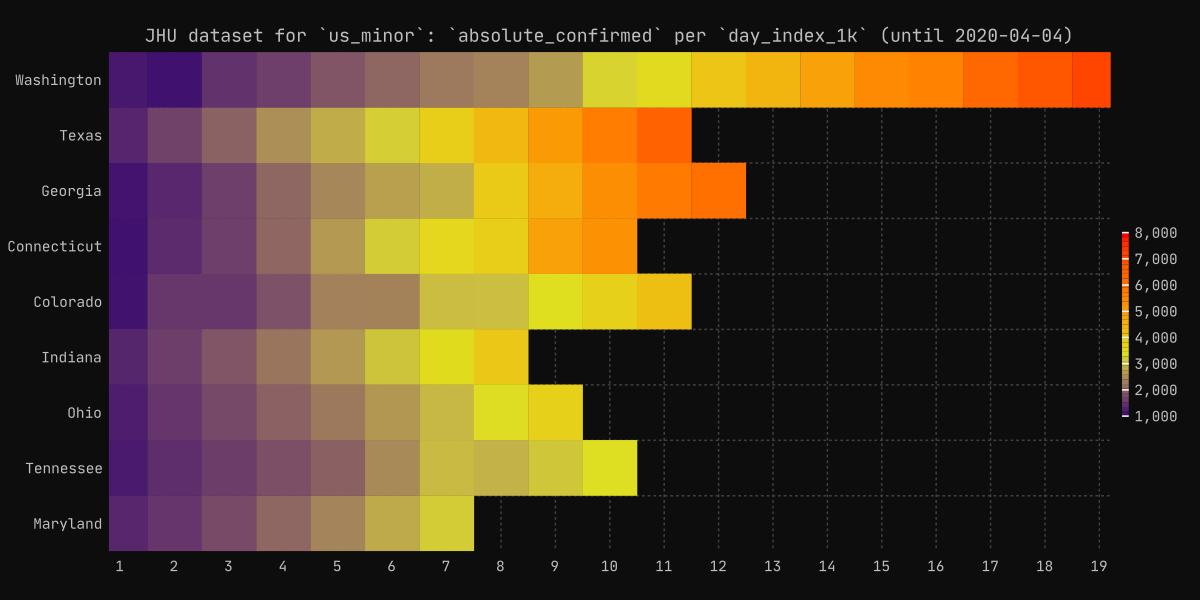 JHU dataset for `us_minor`: `absolute_confirmed` per `day_index_1k` (until 2020-04-04)
Washington
Texas
Georgia
Connecticut
Colorado
Indiana
Ohio
Tennessee
Maryland
1 2 3 4 5 6 7 8 9 10 11 12 13 14 15 16 17 18 19
8,000
7,000
6,000
5,000
4,000
3,000
2,000
1,000